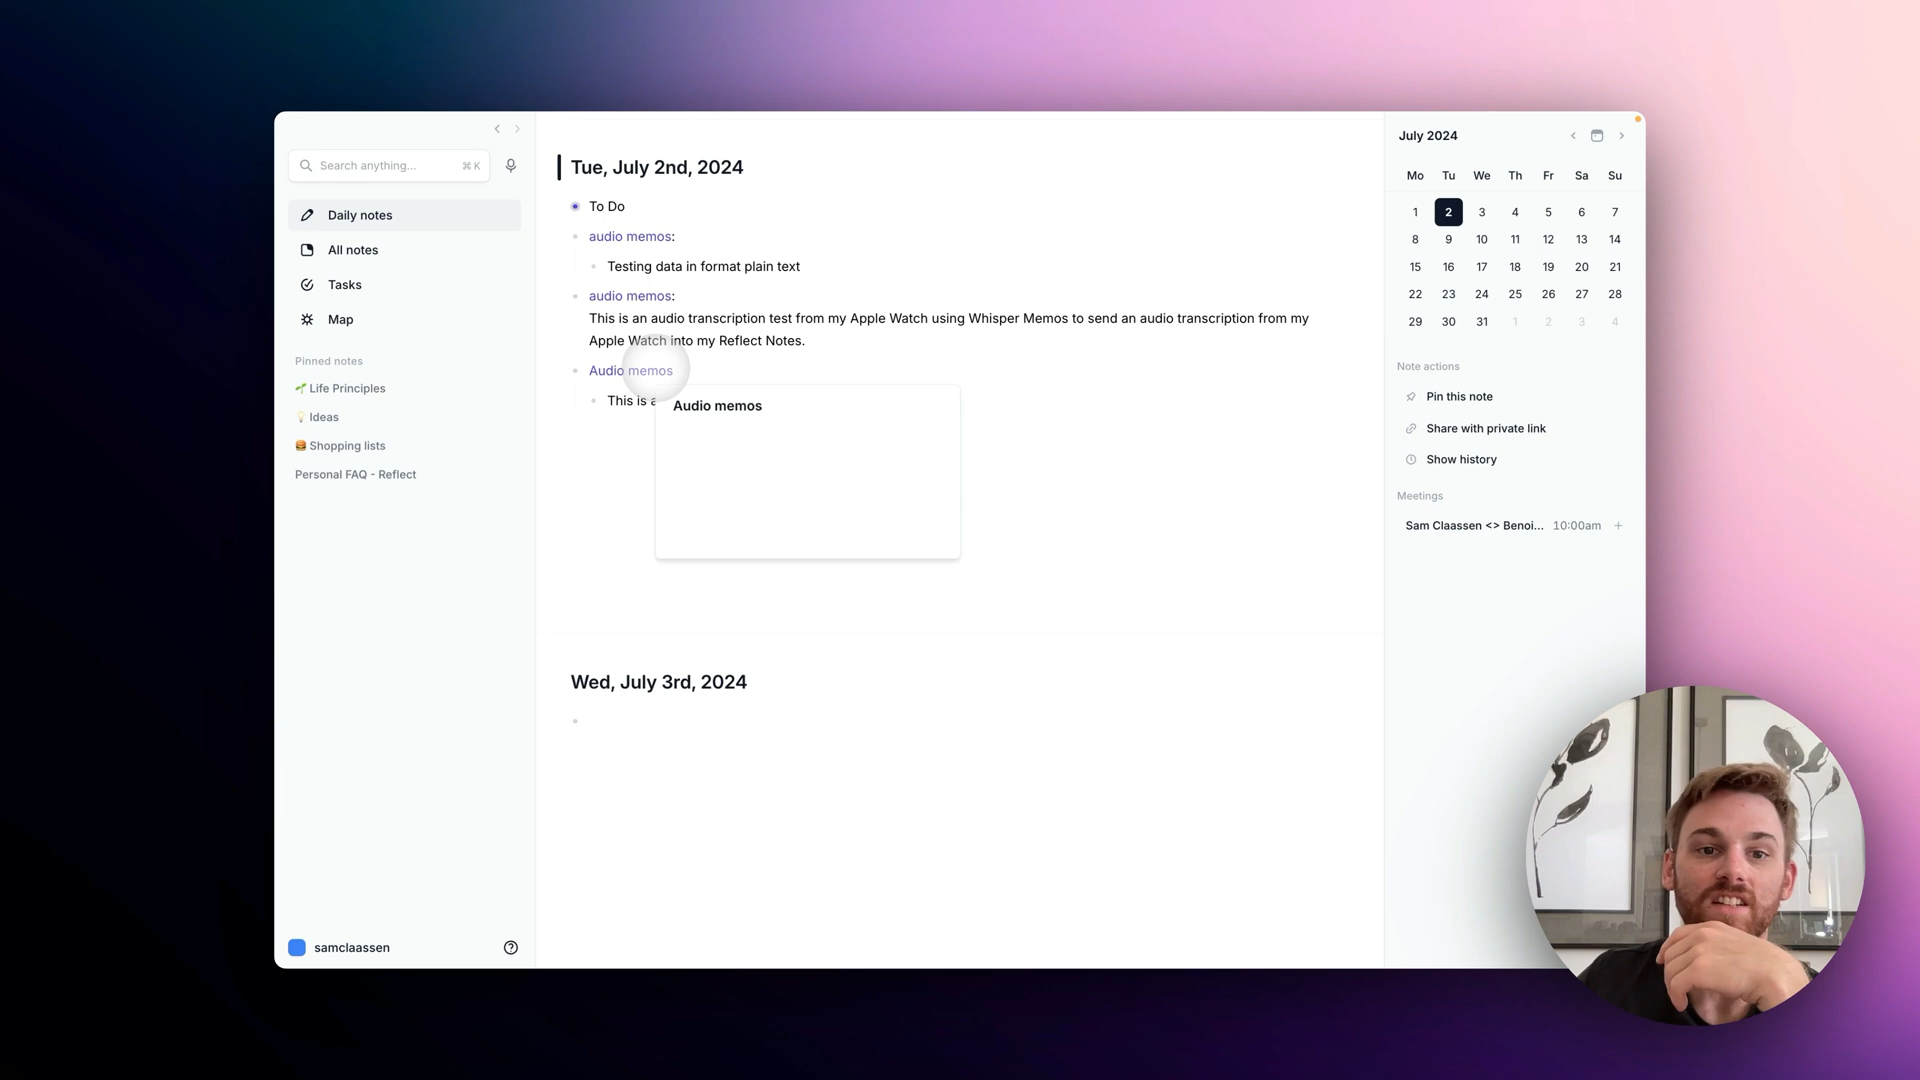 Search anything...
⌘ K
Daily notes
All notes
Tasks
Map
Pinned notes
🌱 Life Principles
💡 Ideas
🍔 Shopping lists
Personal FAQ - Reflect
samclaassen
Tue, July 2nd, 2024
To Do
audio memos:
Testing data in format plain text
audio memos:
This is an audio transcription test from my Apple Watch using Whisper Memos to send an audio transcription from my
Apple Watch into my Reflect Notes.
Audio memos
This is a
Audio memos
Wed, July 3rd, 2024
July 2024
Mo Tu We Th Fr Sa Su
1 2 3 4 5 6 7
8 9 10 11 12 13 14
15 16 17 18 19 20 21
22 23 24 25 26 27 28
29 30 31 1 2 3 4
Note actions
Pin this note
Share with private link
Show history
Meetings
Sam Claassen <> Benoi... 10:00am +